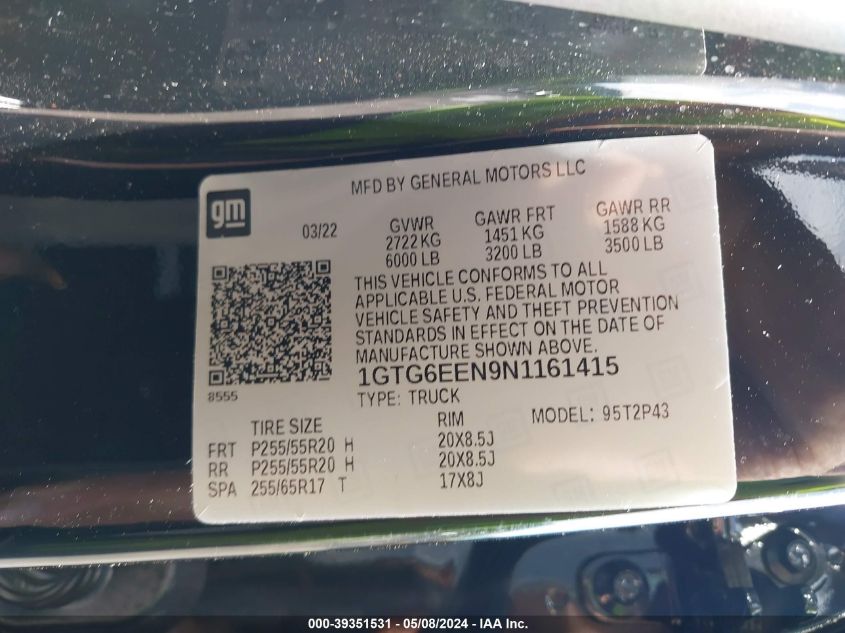 gm
MFD BY GENERAL MOTORS LLC
03/22
GVWR GAWR FRT GAWR RR
2722 KG 1451 KG 1588 KG
6000 LB 3200 LB 3500 LB
THIS VEHICLE CONFORMS TO ALL
APPLICABLE U.S. FEDERAL MOTOR
VEHICLE SAFETY AND THEFT PREVENTION
STANDARDS IN EFFECT ON THE DATE OF
MANUFACTURE SHOWN ABOVE.
8555
1GTG6EEN9N1161415
TYPE: TRUCK MODEL: 95T2P43
TIRE SIZE RIM
FRT P255/55R20 H 20X8.5J
RR P255/55R20 H 20X8.5J
SPA 255/65R17 T 17X8J
000-39351531 - 05/08/2024 - IAA Inc.